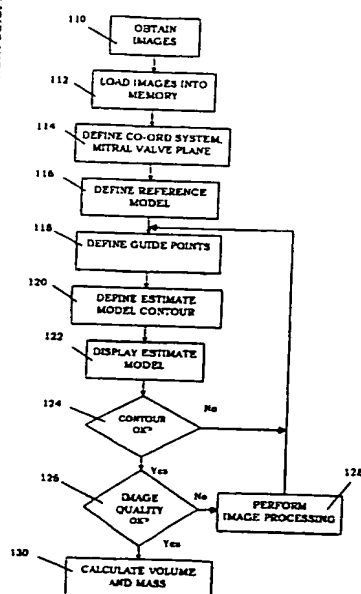 110
OBTAIN
IMAGES
112
LOAD IMAGES INTO
MEMORY
114
DEFINE CO-ORD SYSTEM,
MITRAL VALVE PLANE
116
DEFINE REFERENCE
MODEL
118
DEFINE GUIDE POINTS
120
DEFINE ESTIMATE
MODEL CONTOUR
122
DISPLAY ESTIMATE
MODEL
124
CONTOUR
OK?
No
Yes
126
IMAGE
QUALITY
OK?
No
128
PERFORM
IMAGE PROCESSING
Yes
130
CALCULATE VOLUME
AND MASS